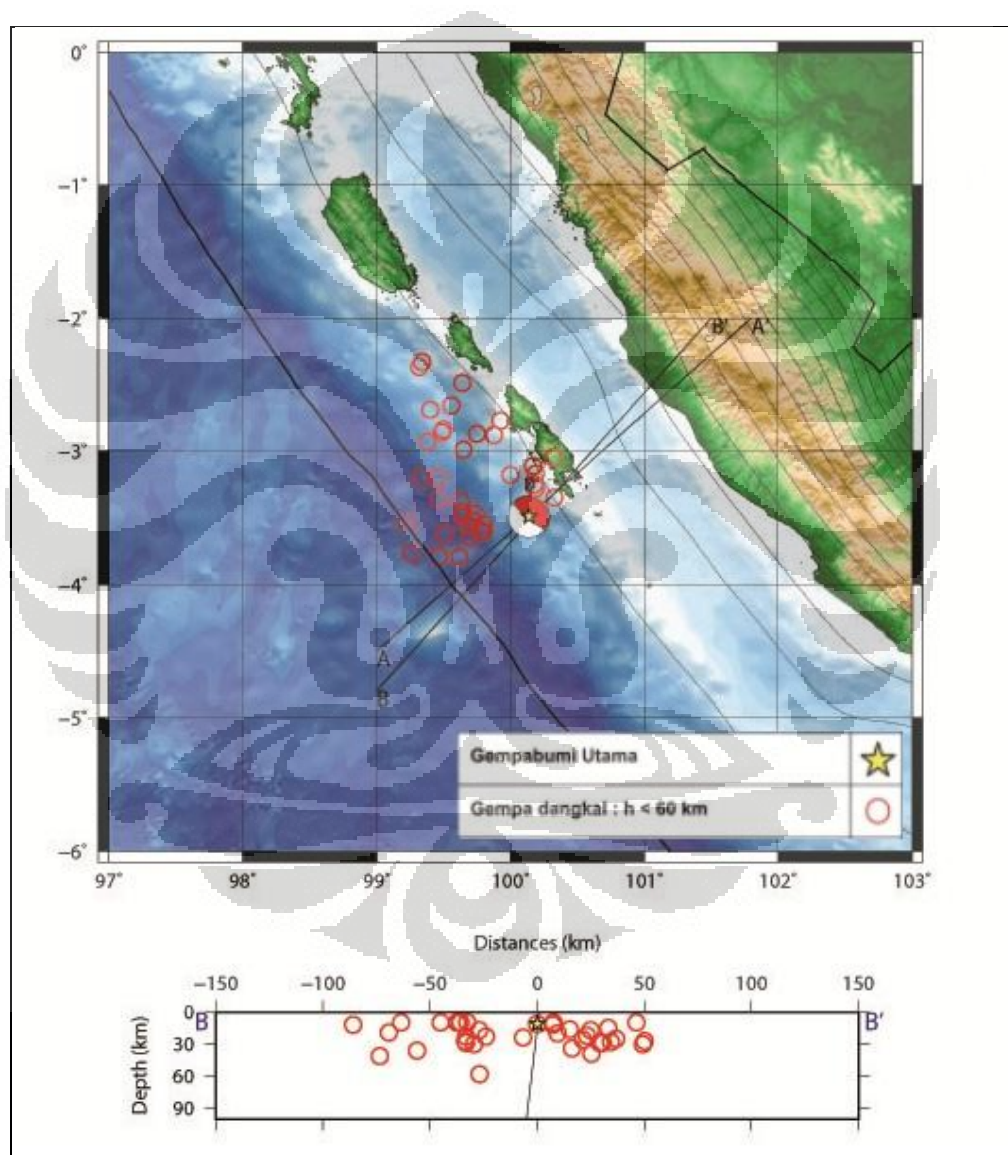 0°
−1°
−2°
−3°
−4°
−5°
−6°
B' A'
A
B
Gempabumi Utama
Gempa dangkal : h < 60 km
97° 98° 99° 100° 101° 102° 103°
Distances (km)
−150 −100 −50 0 50 100 150
Depth (km)
0
30
60
90
B B'